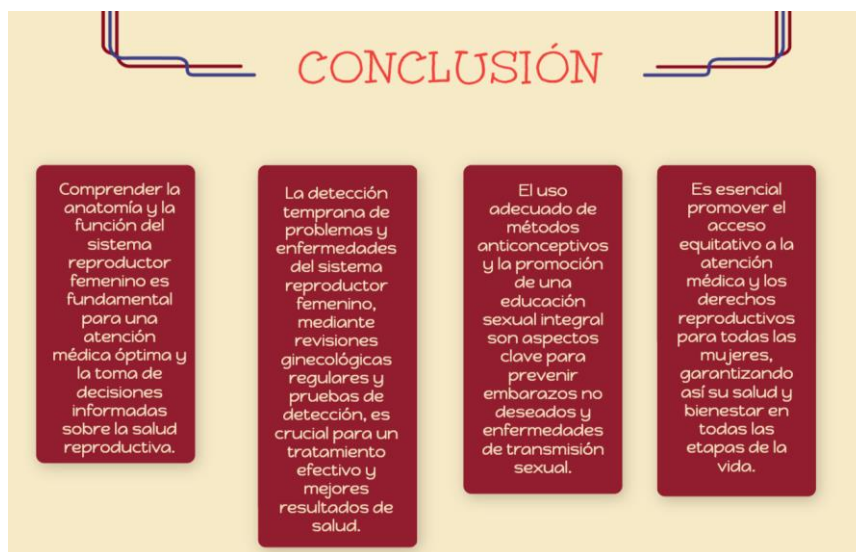 CONCLUSIÓN
Comprender la
anatomía y la
función del
sistema
reproductor
femenino es
fundamental
para una
atención
médica óptima y
la toma de
decisiones
informadas
sobre la salud
reproductiva.
La detección
temprana de
problemas y
enfermedades
del sistema
reproductor
femenino,
mediante
revisiones
ginecológicas
regulares y
pruebas de
detección, es
crucial para un
tratamiento
efectivo y
mejores
resultados de
salud.
El uso
adecuado de
métodos
anticonceptivos
y la promoción
de una
educación
sexual integral
son aspectos
clave para
prevenir
embarazos no
deseados y
enfermedades
de transmisión
sexual.
Es esencial
promover el
acceso
equitativo a la
atención
médica y los
derechos
reproductivos
para todas las
mujeres,
garantizando
así su salud y
bienestar en
todas las
etapas de la
vida.